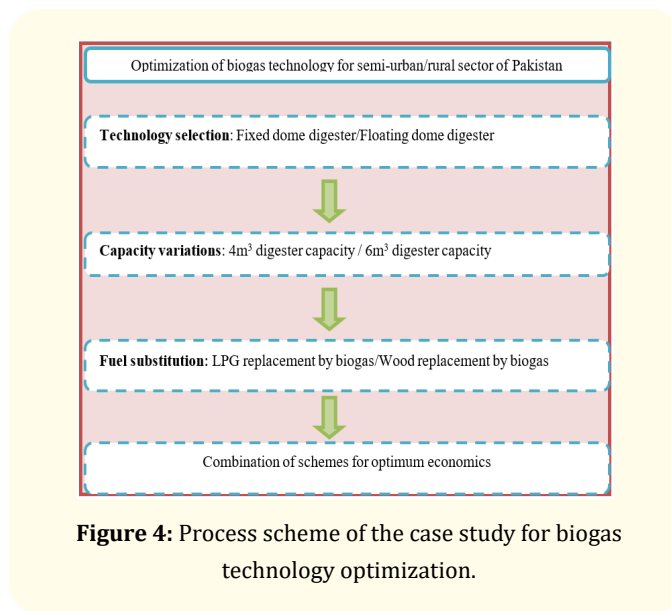 Optimization of biogas technology for semi-urban/rural sector of Pakistan
Technology selection: Fixed dome digester/Floating dome digester
Capacity variations: 4m³ digester capacity / 6m³ digester capacity
Fuel substitution: LPG replacement by biogas/Wood replacement by biogas
Combination of schemes for optimum economics
Figure 4: Process scheme of the case study for biogas
technology optimization.